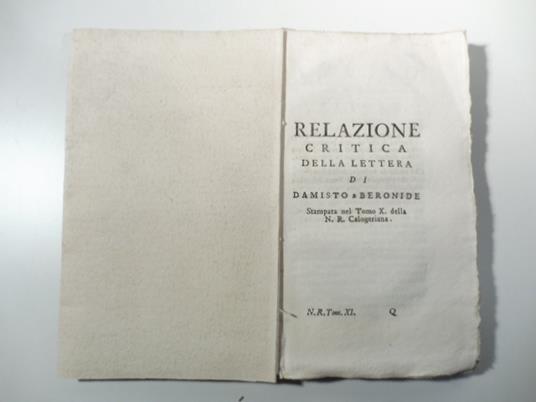 RELAZIONE
CRITICA
DELLA LETTERA
DI
DAMISTO a BERONIDE
Stampata nel Tomo X. della
N. R. Calogeriana.
N.R.Tom. XI. Q